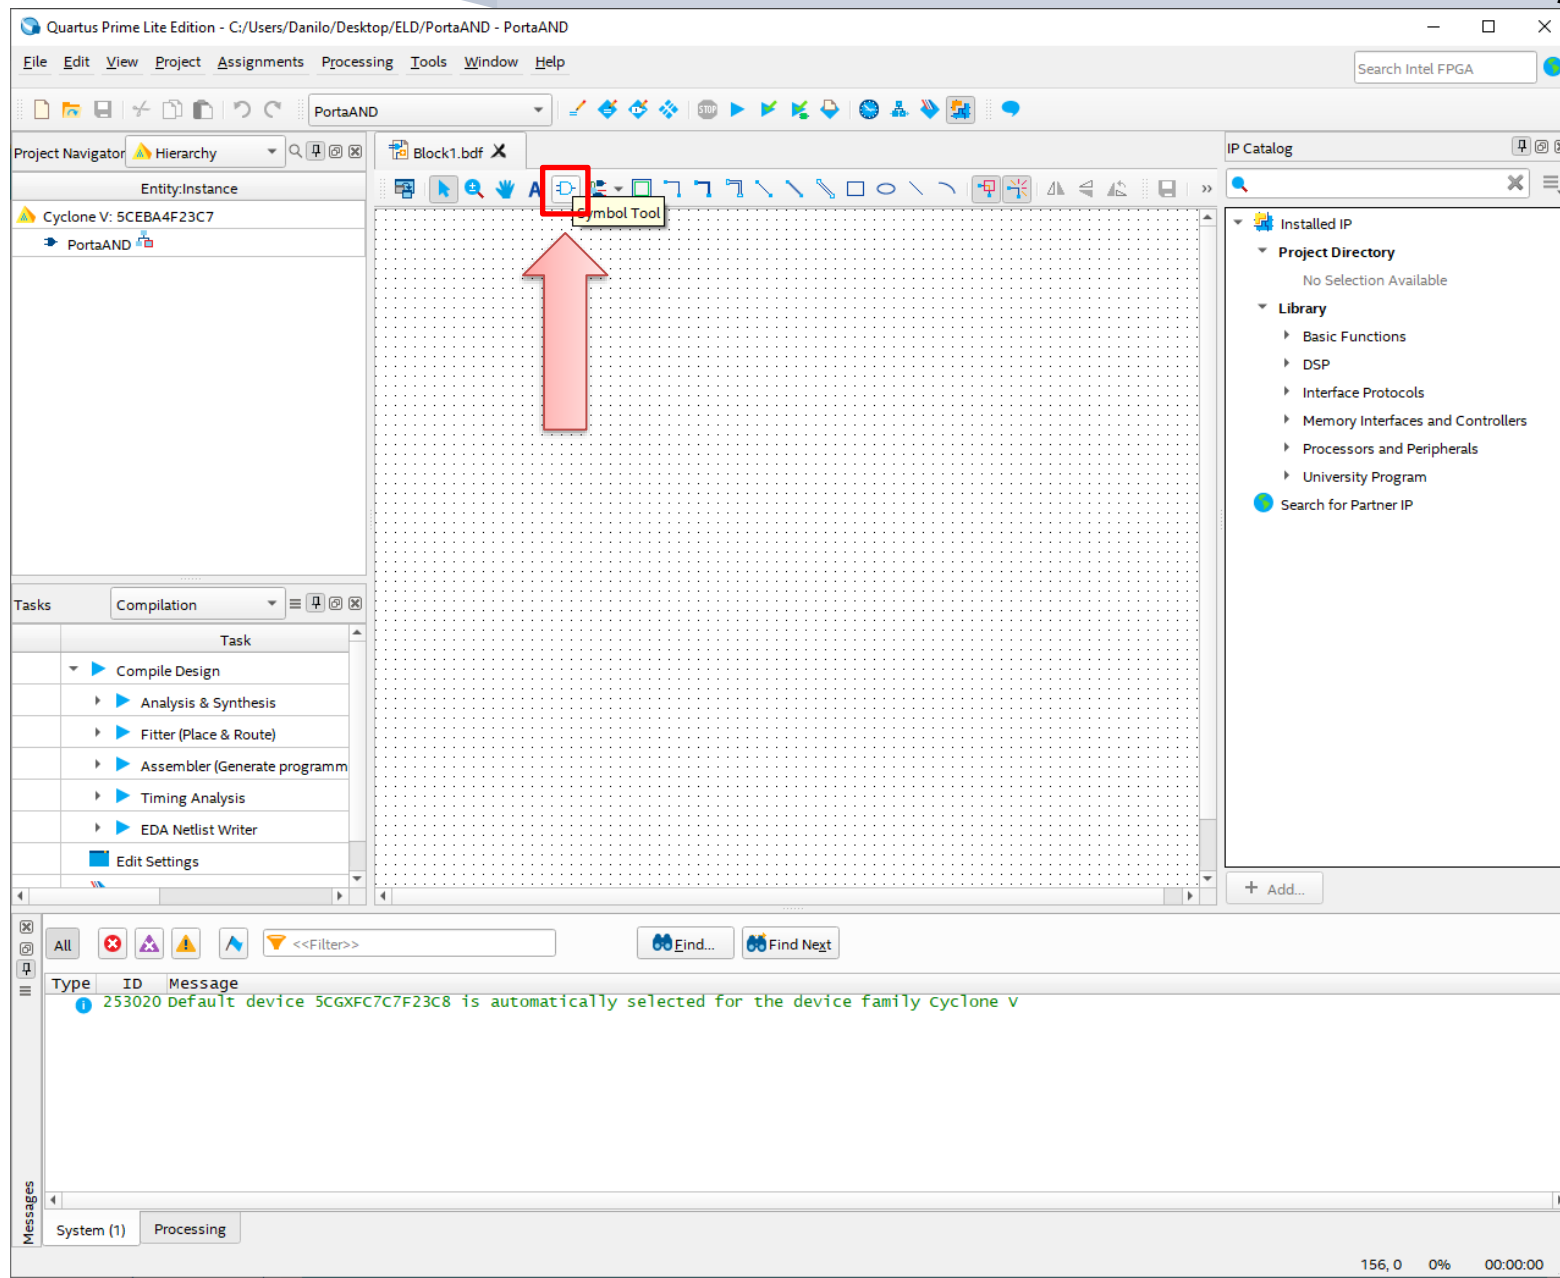 Quartus Prime Lite Edition - C:/Users/Danilo/Desktop/ELD/PortaAND - PortaAND
File Edit View Project Assignments Processing Tools Window Help
Search Intel FPGA
PortaAND
STOP
Project Navigator Hierarchy
Block1.bdf
IP Catalog
Entity:Instance
A
Symbol Tool
Cyclone V: 5CEBA4F23C7
PortaAND
Installed IP
Project Directory
No Selection Available
Library
Basic Functions
DSP
Interface Protocols
Memory Interfaces and Controllers
Processors and Peripherals
University Program
Search for Partner IP
+ Add...
Tasks Compilation
Task
Compile Design
Analysis & Synthesis
Fitter (Place & Route)
Assembler (Generate programm
Timing Analysis
EDA Netlist Writer
Edit Settings
All <<Filter>> Find... Find Next
Type ID Message
253020 Default device 5CGXFC7C7F23C8 is automatically selected for the device family Cyclone V
Messages
System (1) Processing
156, 0 0% 00:00:00